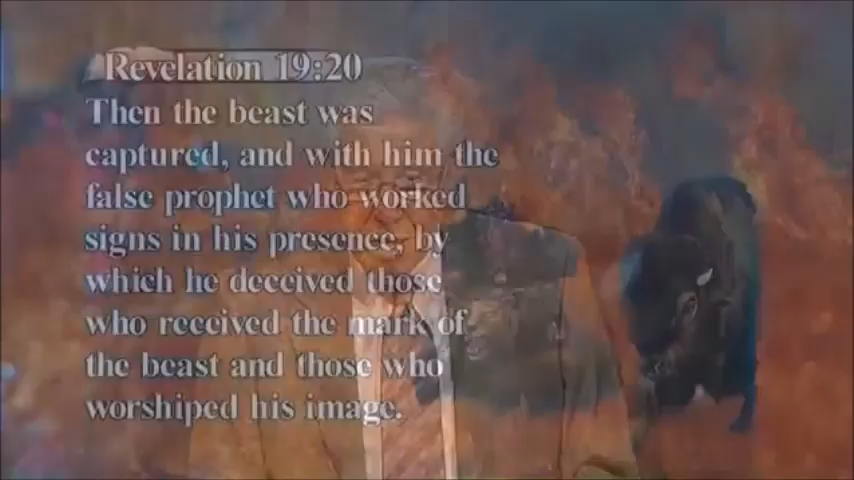 Revelation 19:20
Then the beast was
captured, and with him the
false prophet who worked
signs in his presence, by
which he deceived those
who received the mark of
the beast and those who
worshiped his image.